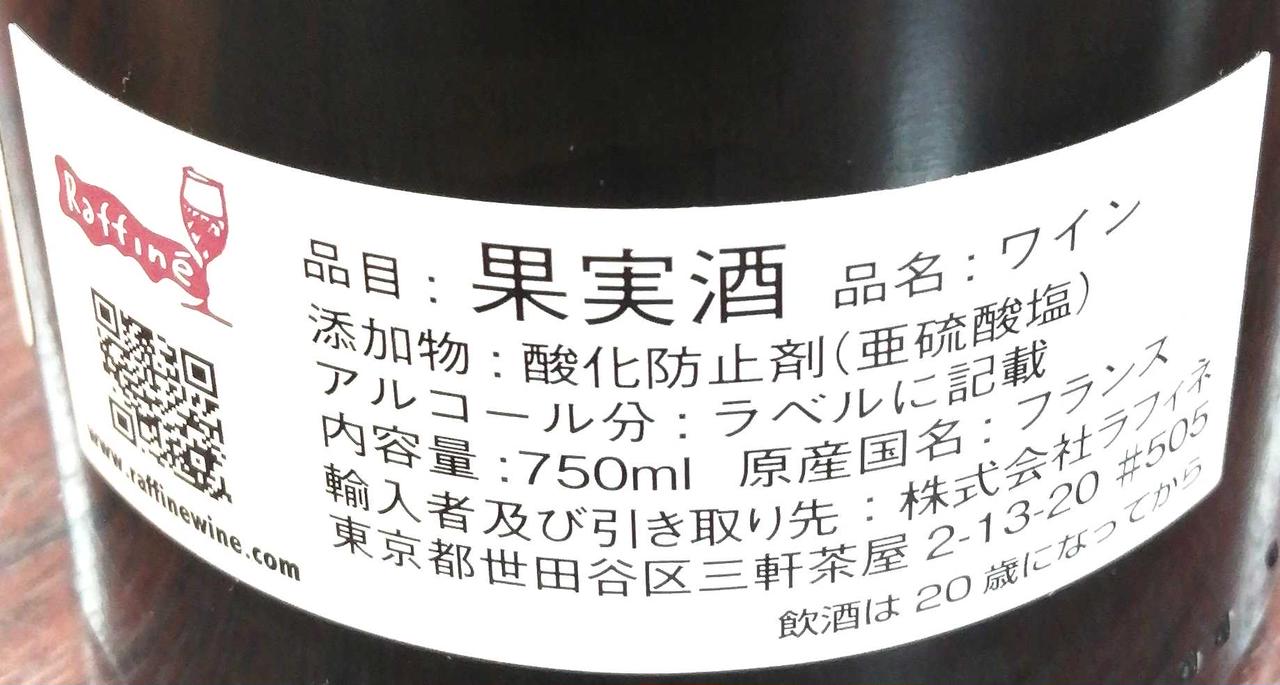 Raffiné
www.raffinewine.com
品目：果実酒 品名：ワイン
添加物：酸化防止剤(亜硫酸塩)
アルコール分：ラベルに記載
内容量：750ml 原産国名：フランス
輸入者及び引き取り先：株式会社ラフィネ
東京都世田谷区三軒茶屋 2-13-20 #505
飲酒は 20 歳になってから